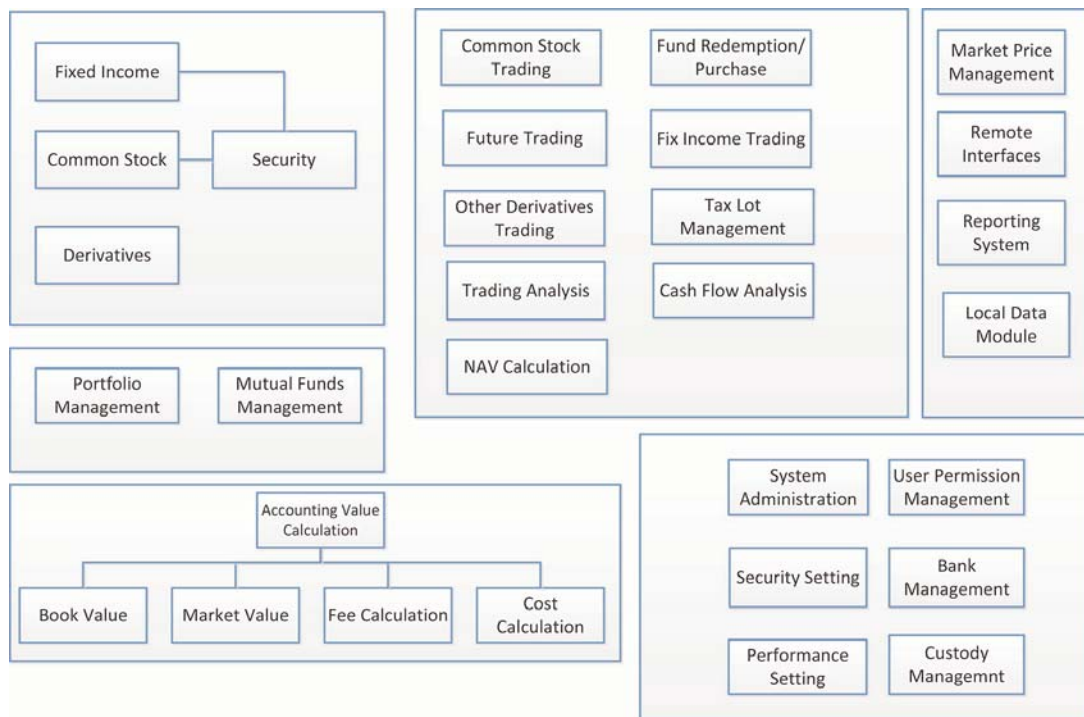 Fixed Income
Common Stock
Security
Derivatives
Portfolio
Management
Mutual Funds
Management
Accounting Value
Calculation
Book Value
Market Value
Fee Calculation
Cost
Calculation
Common Stock
Trading
Fund Redemption/
Purchase
Future Trading
Fix Income Trading
Other Derivatives
Trading
Tax Lot
Management
Trading Analysis
Cash Flow Analysis
NAV Calculation
Market Price
Management
Remote
Interfaces
Reporting
System
Local Data
Module
System
Administration
User Permission
Management
Security Setting
Bank
Management
Performance
Setting
Custody
Managemnt